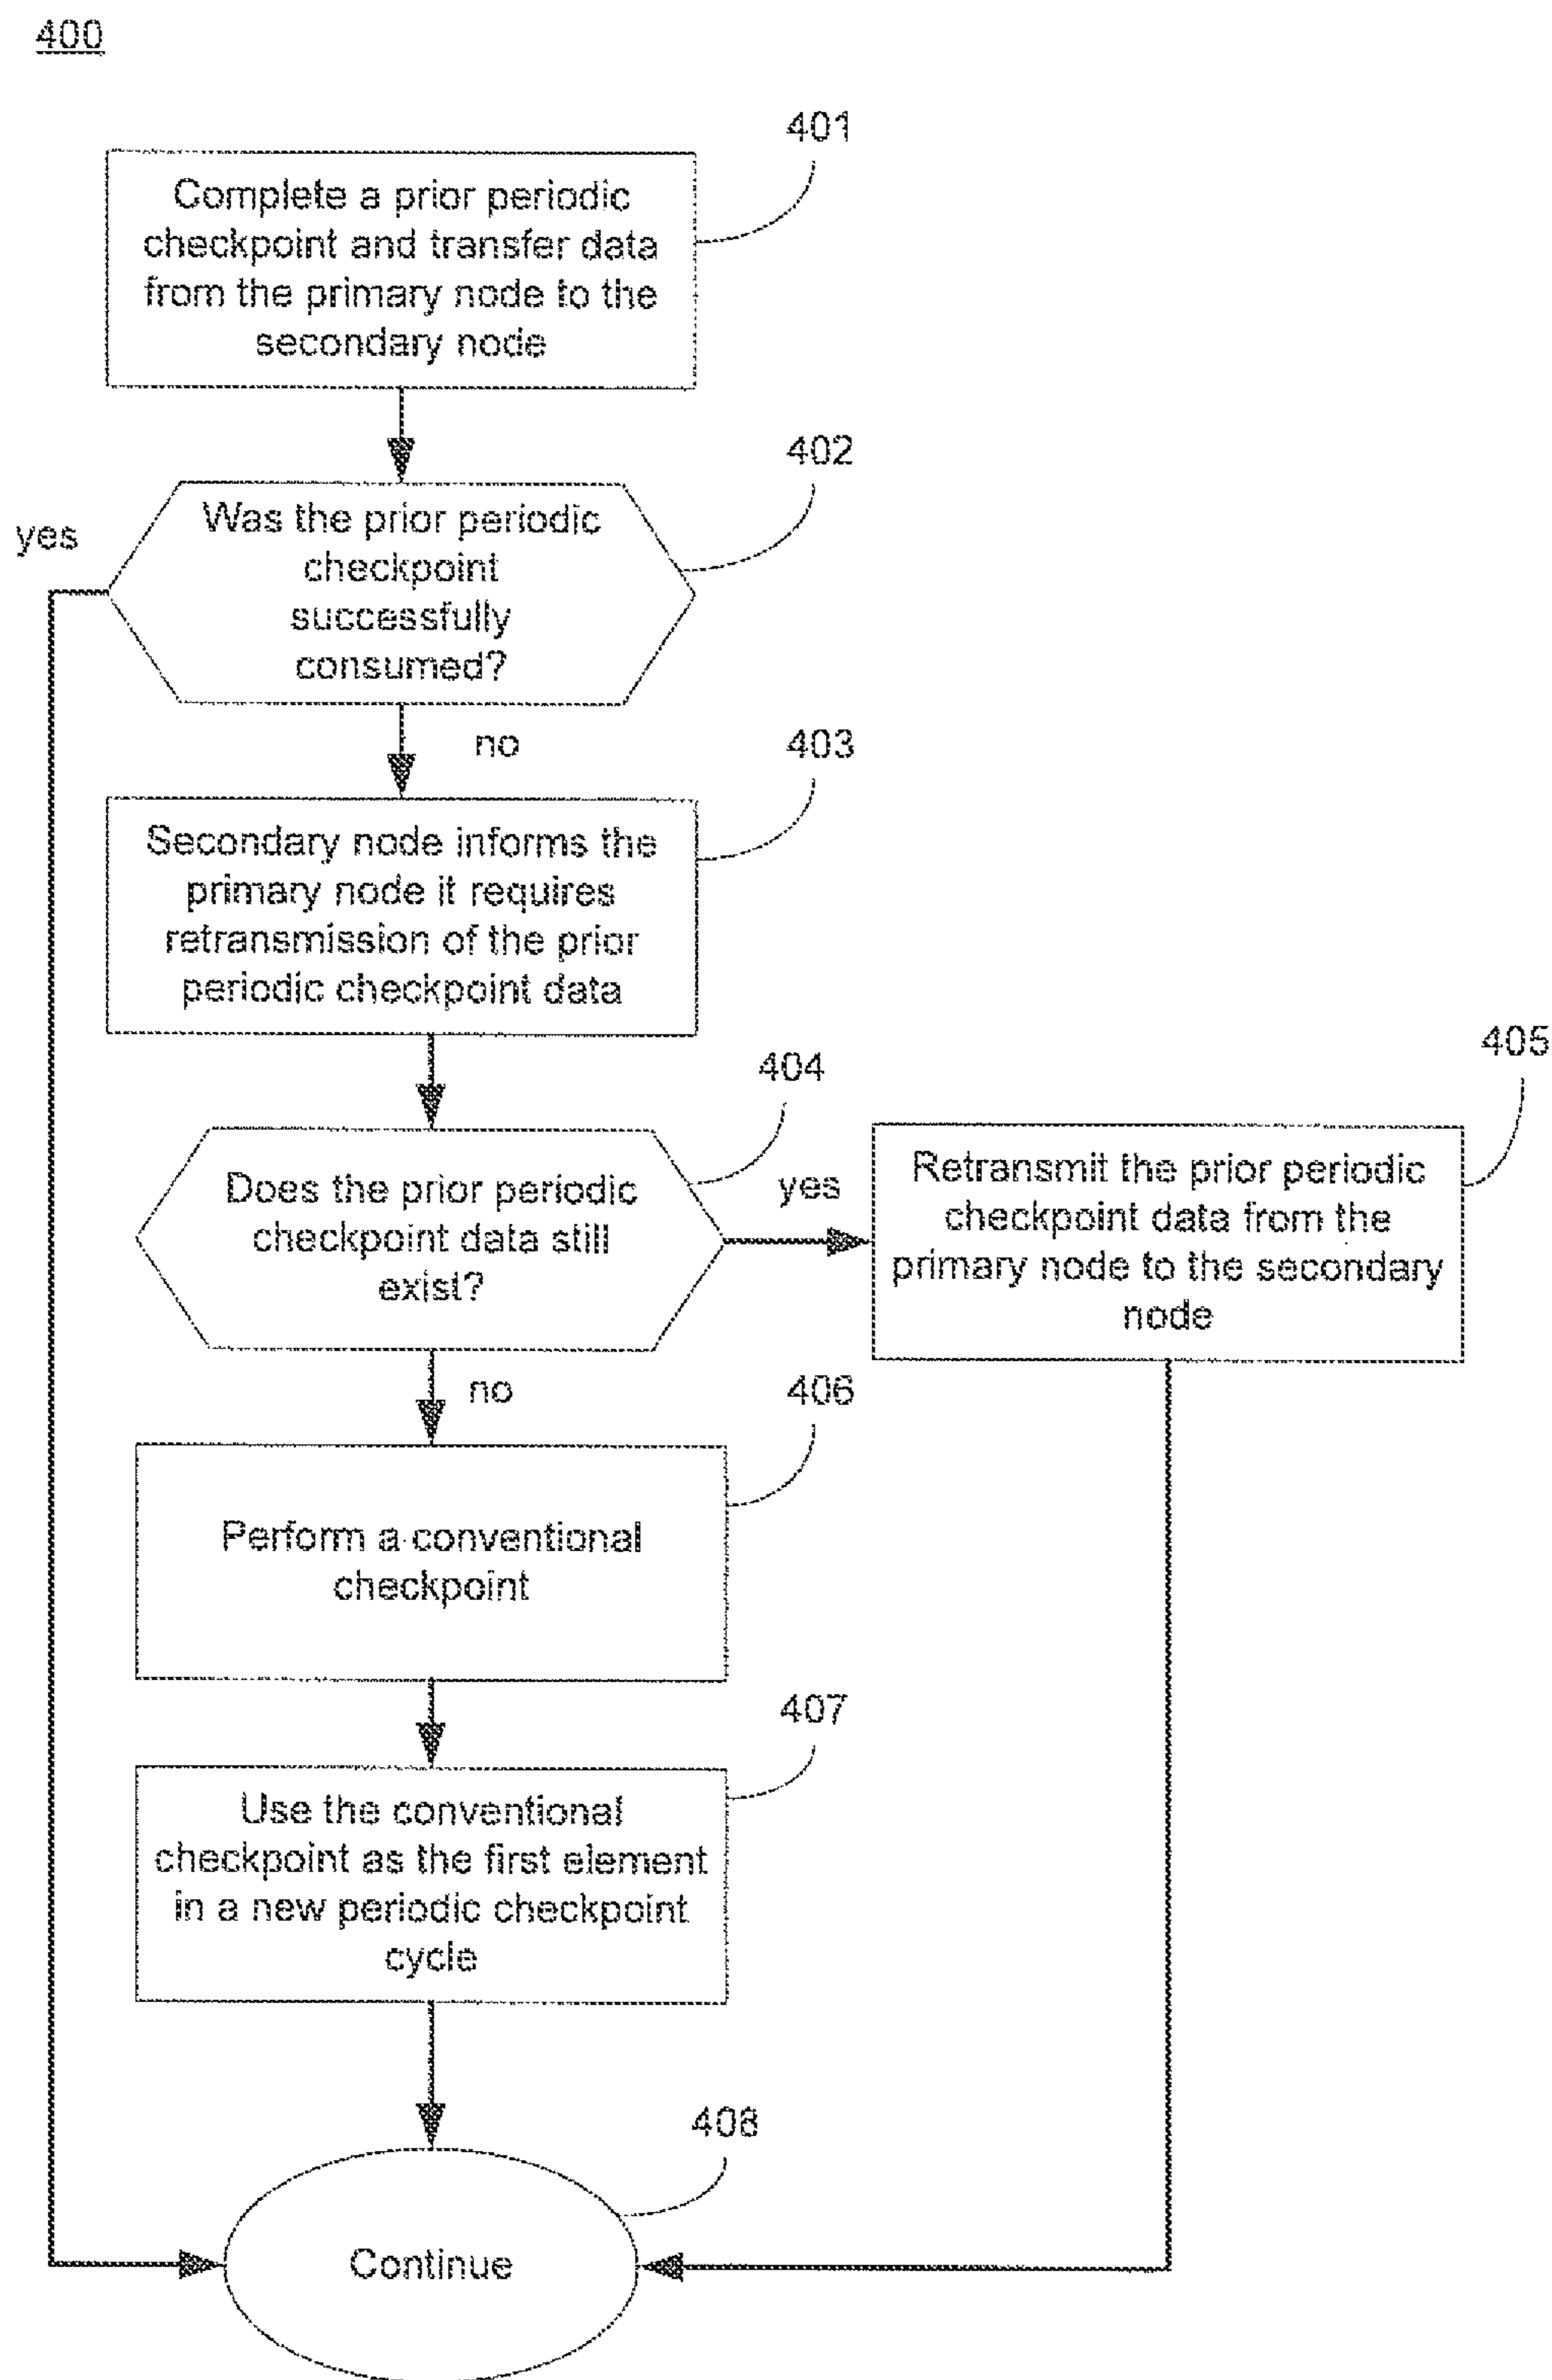 400
401
Complete a prior periodic
checkpoint and transfer data
from the primary node to the
secondary node
402
yes
Was the prior periodic
checkpoint
successfully
consumed?
no
403
Secondary node informs the
primary node it requires
retransmission of the prior
periodic checkpoint data
404
405
Does the prior periodic
checkpoint data still
exist?
yes
Retransmit the prior periodic
checkpoint data from the
primary node to the secondary
node
no
406
Perform a conventional
checkpoint
407
Use the conventional
checkpoint as the first element
in a new periodic checkpoint
cycle
408
Continue